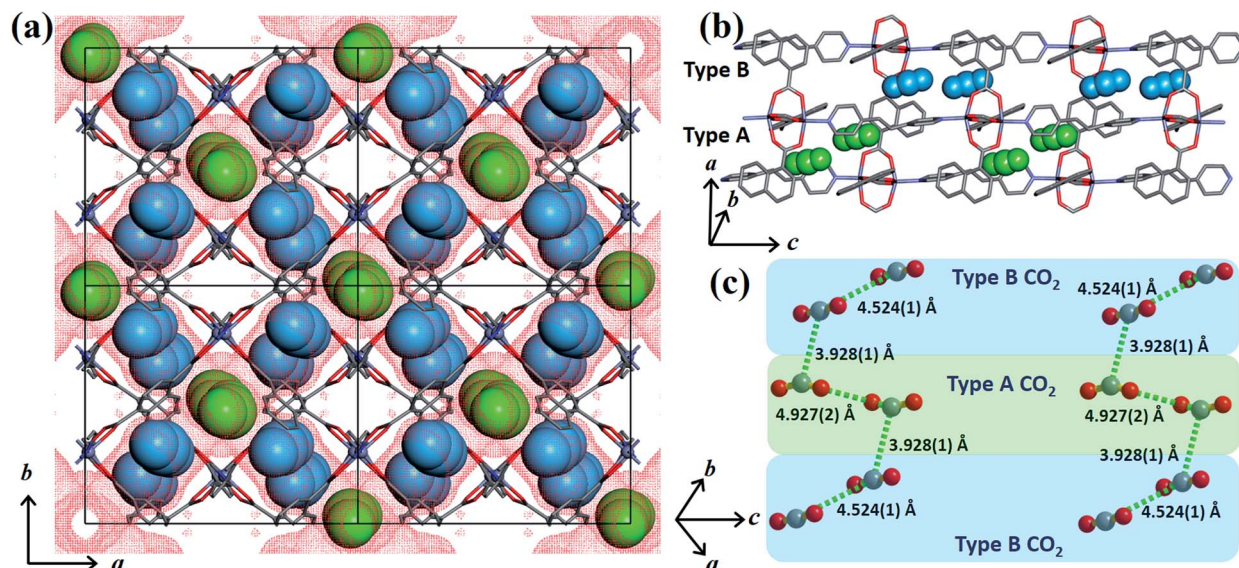 (a)
b
a
(b)
Type B
Type A
a
b
c
(c)
Type B CO₂
4.524(1) Å
4.524(1) Å
3.928(1) Å
3.928(1) Å
Type A CO₂
4.927(2) Å
4.927(2) Å
3.928(1) Å
3.928(1) Å
4.524(1) Å
4.524(1) Å
Type B CO₂
b
c
a